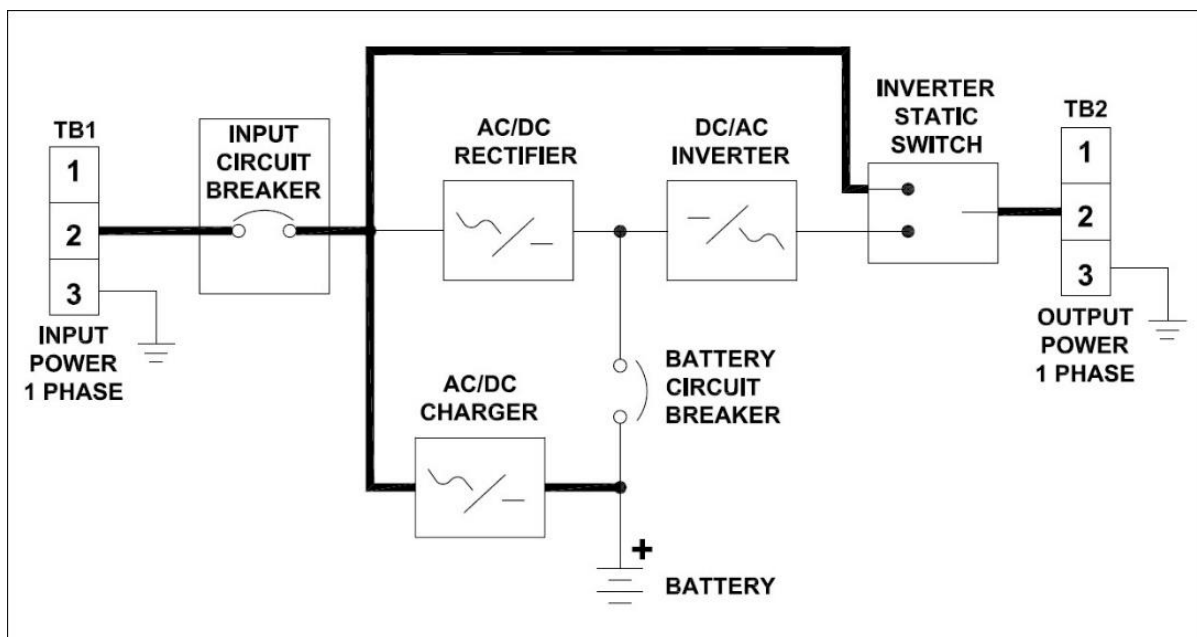 TB1
1
2
3
INPUT
POWER
1 PHASE
INPUT
CIRCUIT
BREAKER
AC/DC
RECTIFIER
DC/AC
INVERTER
INVERTER
STATIC
SWITCH
TB2
1
2
3
OUTPUT
POWER
1 PHASE
AC/DC
CHARGER
BATTERY
CIRCUIT
BREAKER
+
BATTERY